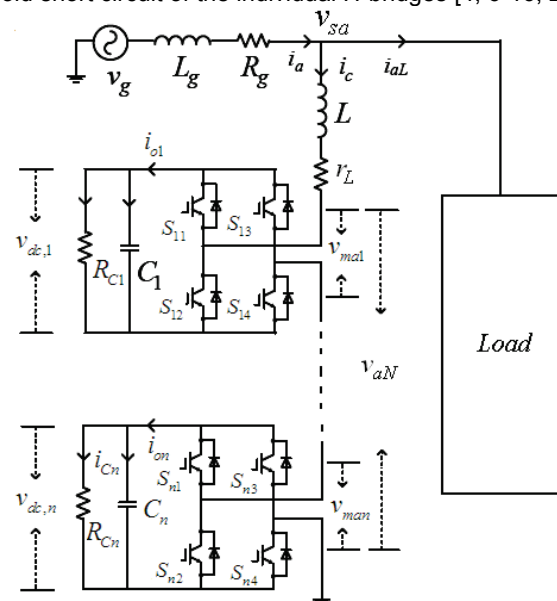 v_sa
v_g L_g R_g i_a i_c i_aL
L
r_L
i_o1
S_11 S_13
v_dc,1 R_C1 C_1 v_ma1
S_12 S_14
Load
v_aN
i_Cn i_on
S_n1 S_n3
v_dc,n R_Cn C_n v_man
S_n2 S_n4